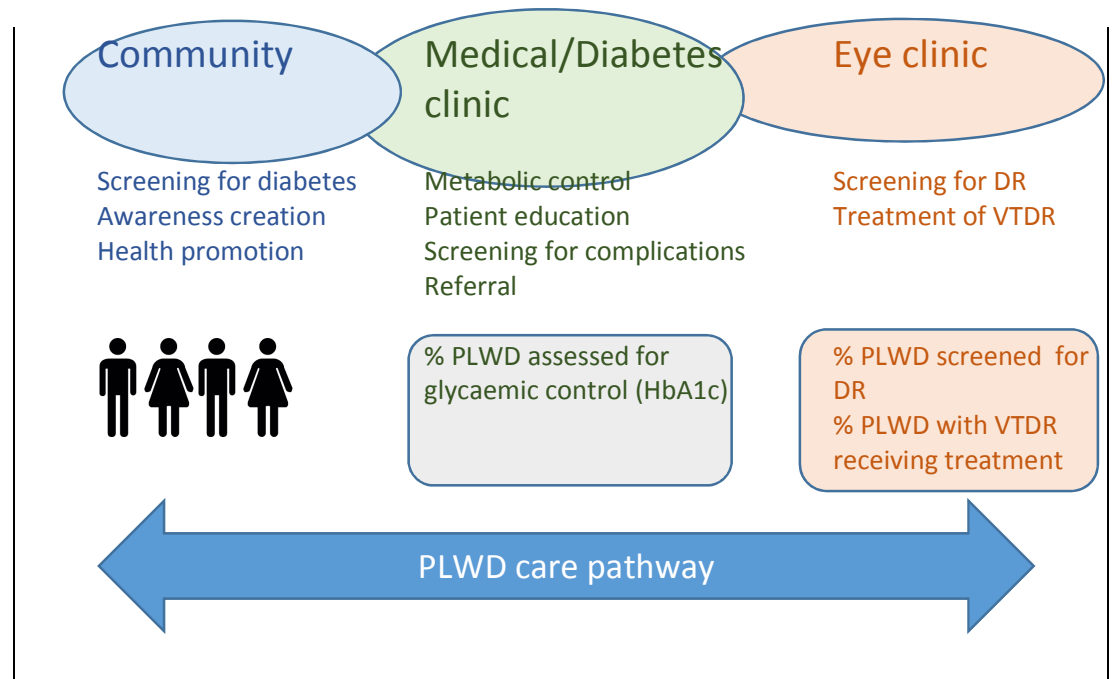 Community
Medical/Diabetes
clinic
Eye clinic
Screening for diabetes
Awareness creation
Health promotion
Metabolic control
Patient education
Screening for complications
Referral
Screening for DR
Treatment of VTDR
% PLWD assessed for
glycaemic control (HbA1c)
% PLWD screened  for
DR
% PLWD with VTDR
receiving treatment
PLWD care pathway